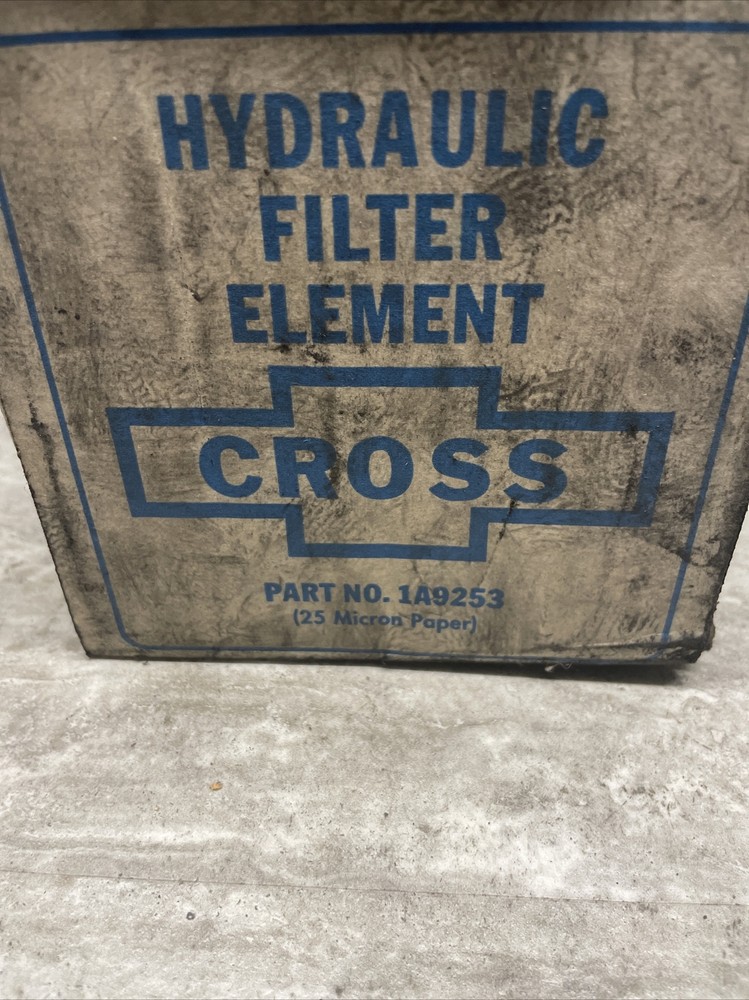 HYDRAULIC
FILTER
ELEMENT
CROSS
PART NO. 1A9253
(25 Micron Paper)